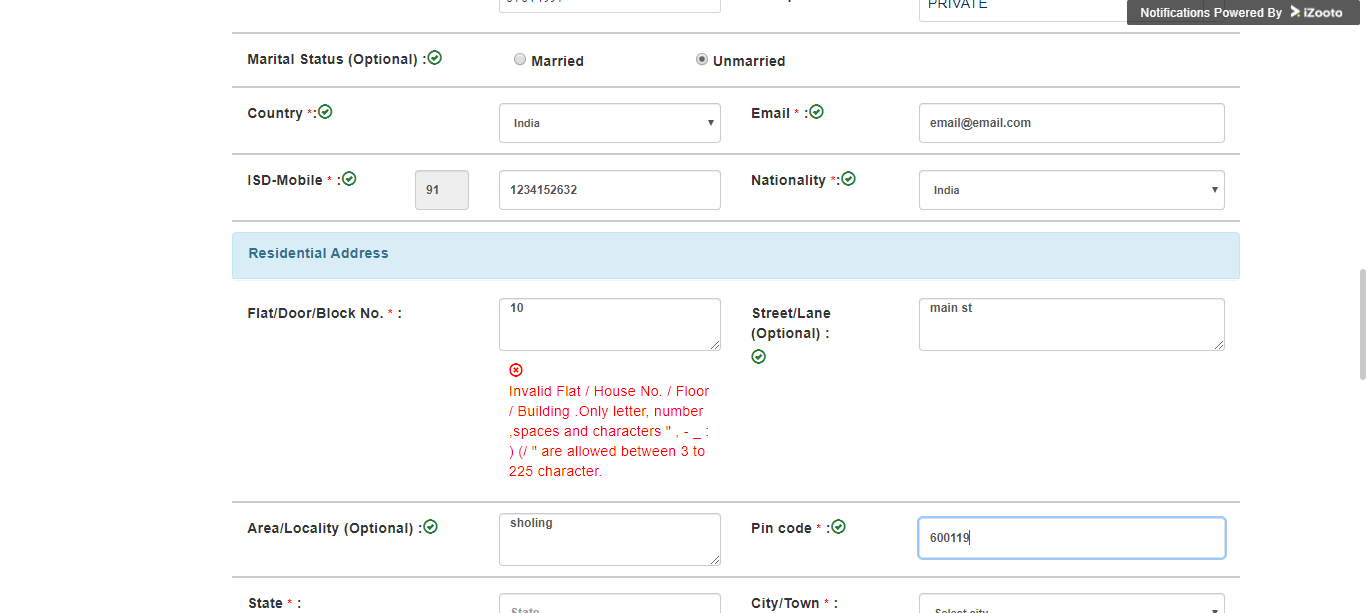 PRIVATE
Notifications Powered By iZooto
Marital Status (Optional) :
Married
Unmarried
Country *:
India
Email * :
email@email.com
ISD-Mobile * :
91
1234152632
Nationality *:
India
Residential Address
Flat/Door/Block No. * :
10
Street/Lane
(Optional) :
main st
Invalid Flat / House No. / Floor
/ Building .Only letter, number
,spaces and characters " , - _ :
) (/ " are allowed between 3 to
225 character.
Area/Locality (Optional) :
sholing
Pin code * :
600119
State * :
State
City/Town * :
Select city